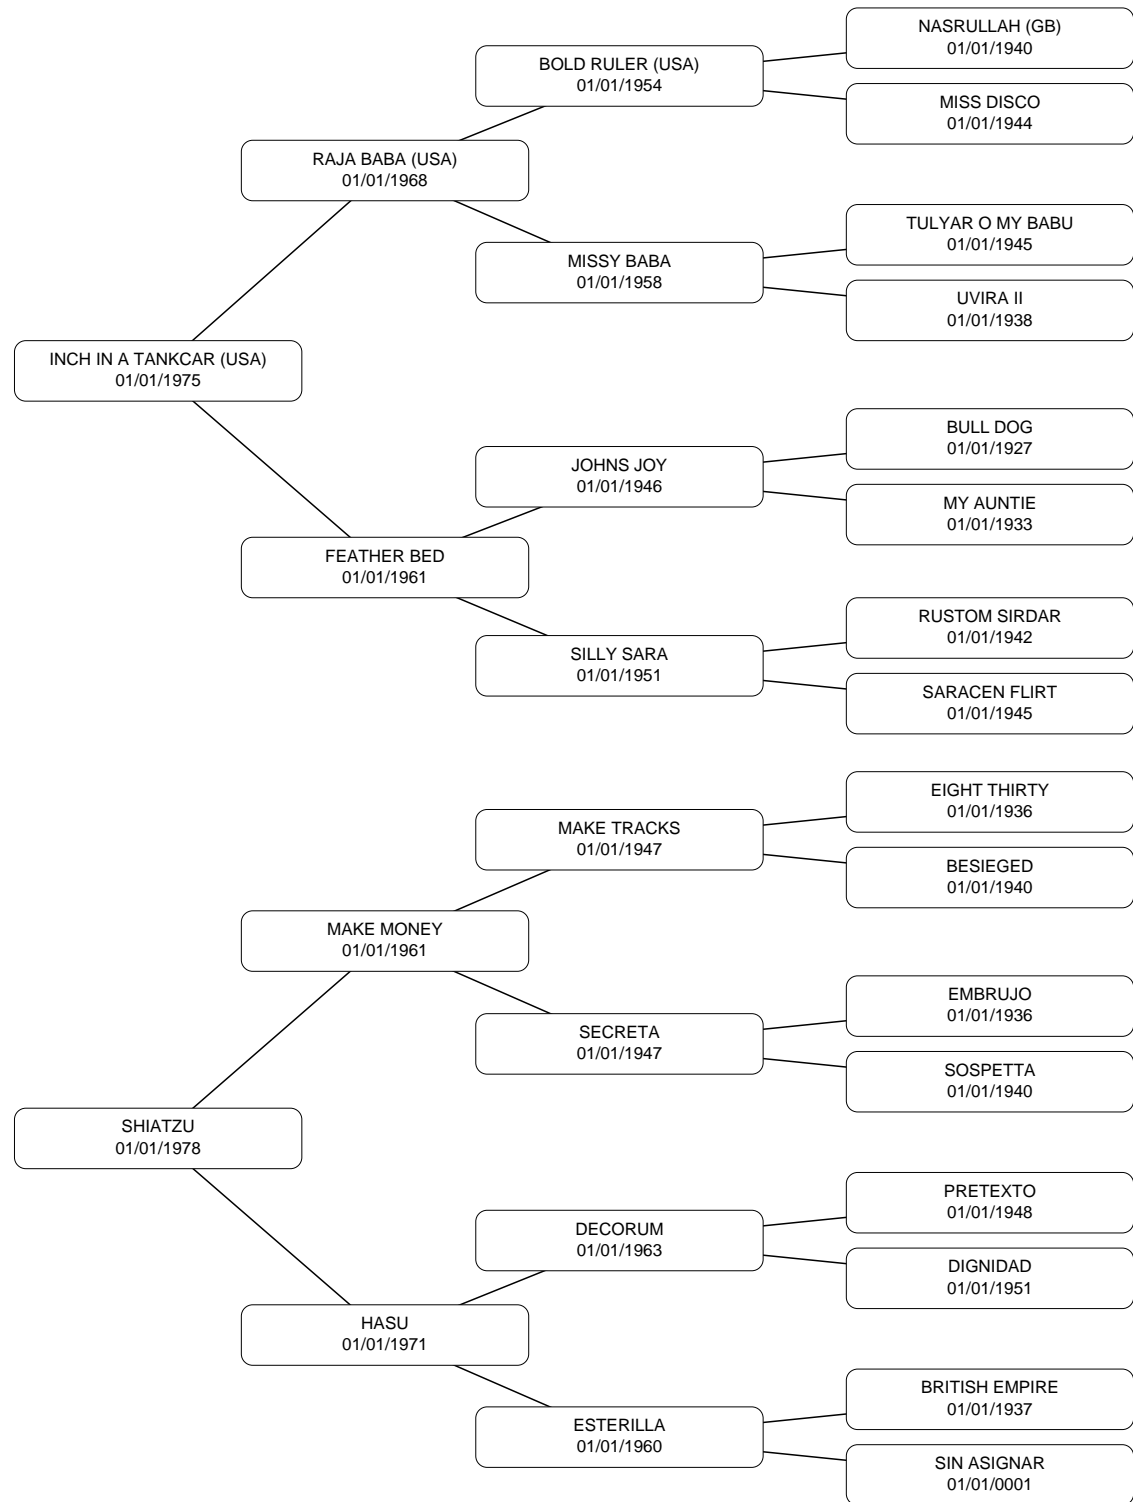 NASRULLAH (GB)
01/01/1940
BOLD RULER (USA)
01/01/1954
MISS DISCO
01/01/1944
RAJA BABA (USA)
01/01/1968
TULYAR O MY BABU
01/01/1945
MISSY BABA
01/01/1958
UVIRA II
01/01/1938
INCH IN A TANKCAR (USA)
01/01/1975
BULL DOG
01/01/1927
JOHNS JOY
01/01/1946
MY AUNTIE
01/01/1933
FEATHER BED
01/01/1961
RUSTOM SIRDAR
01/01/1942
SILLY SARA
01/01/1951
SARACEN FLIRT
01/01/1945
EIGHT THIRTY
01/01/1936
MAKE TRACKS
01/01/1947
BESIEGED
01/01/1940
MAKE MONEY
01/01/1961
EMBRUJO
01/01/1936
SECRETA
01/01/1947
SOSPETTA
01/01/1940
SHIATZU
01/01/1978
PRETEXTO
01/01/1948
DECORUM
01/01/1963
DIGNIDAD
01/01/1951
HASU
01/01/1971
BRITISH EMPIRE
01/01/1937
ESTERILLA
01/01/1960
SIN ASIGNAR
01/01/0001